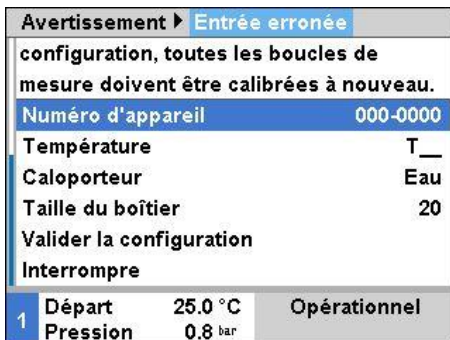 Avertissement ▶ Entrée erronée
configuration, toutes les boucles de
mesure doivent être calibrées à nouveau.
Numéro d'appareil 000-0000
Température T__
Caloporteur Eau
Taille du boîtier 20
Valider la configuration
Interrompre
1 Départ 25.0 °C Opérationnel
Pression 0.8 bar